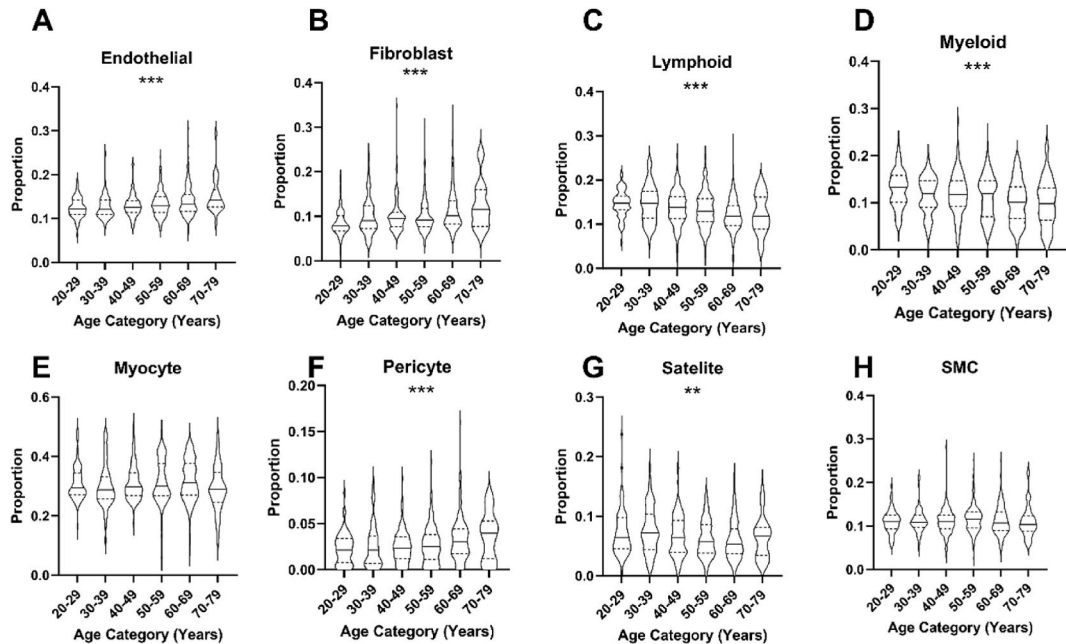 A
Endothelial
***
Proportion
0.4
0.3
0.2
0.1
0.0
20-29
30-39
40-49
50-59
60-69
70-79
Age Category (Years)
B
Fibroblast
***
Proportion
0.4
0.3
0.2
0.1
0.0
20-29
30-39
40-49
50-59
60-69
70-79
Age Category (Years)
C
Lymphoid
***
Proportion
0.4
0.3
0.2
0.1
0.0
20-29
30-39
40-49
50-59
60-69
70-79
Age Category (Years)
D
Myeloid
***
Proportion
0.4
0.3
0.2
0.1
0.0
20-29
30-39
40-49
50-59
60-69
70-79
Age Category (Years)
E
Myocyte
Proportion
0.6
0.4
0.2
0.0
20-29
30-39
40-49
50-59
60-69
70-79
Age Category (Years)
F
Pericyte
***
Proportion
0.20
0.15
0.10
0.05
0.00
20-29
30-39
40-49
50-59
60-69
70-79
Age Category (Years)
G
Satelite
**
Proportion
0.3
0.2
0.1
0.0
20-29
30-39
40-49
50-59
60-69
70-79
Age Category (Years)
H
SMC
Proportion
0.4
0.3
0.2
0.1
0.0
20-29
30-39
40-49
50-59
60-69
70-79
Age Category (Years)